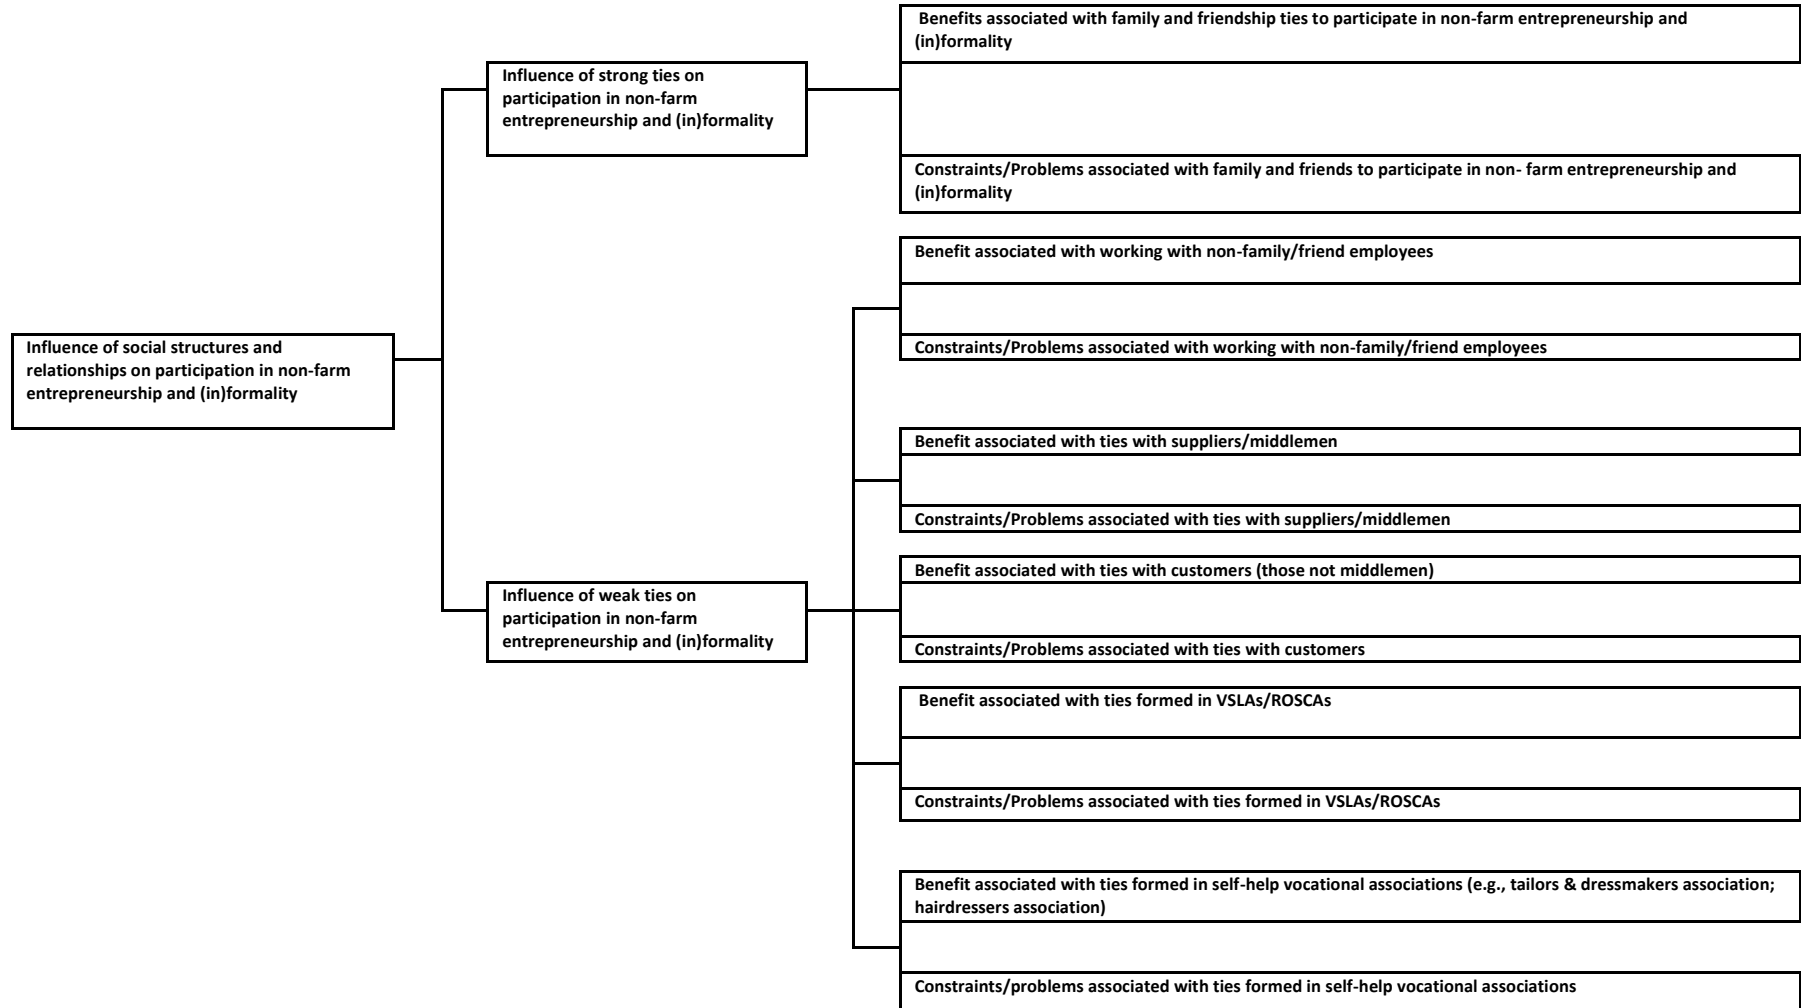 Benefits associated with family and friendship ties to participate in non-farm entrepreneurship and
(in)formality
Influence of strong ties on
participation in non-farm
entrepreneurship and (in)formality
Constraints/Problems associated with family and friends to participate in non- farm entrepreneurship and
(in)formality
Benefit associated with working with non-family/friend employees
Constraints/Problems associated with working with non-family/friend employees
Influence of social structures and
relationships on participation in non-farm
entrepreneurship and (in)formality
Benefit associated with ties with suppliers/middlemen
Constraints/Problems associated with ties with suppliers/middlemen
Benefit associated with ties with customers (those not middlemen)
Influence of weak ties on
participation in non-farm
entrepreneurship and (in)formality
Constraints/Problems associated with ties with customers
Benefit associated with ties formed in VSLAs/ROSCAs
Constraints/Problems associated with ties formed in VSLAs/ROSCAs
Benefit associated with ties formed in self-help vocational associations (e.g., tailors & dressmakers association;
hairdressers association)
Constraints/problems associated with ties formed in self-help vocational associations